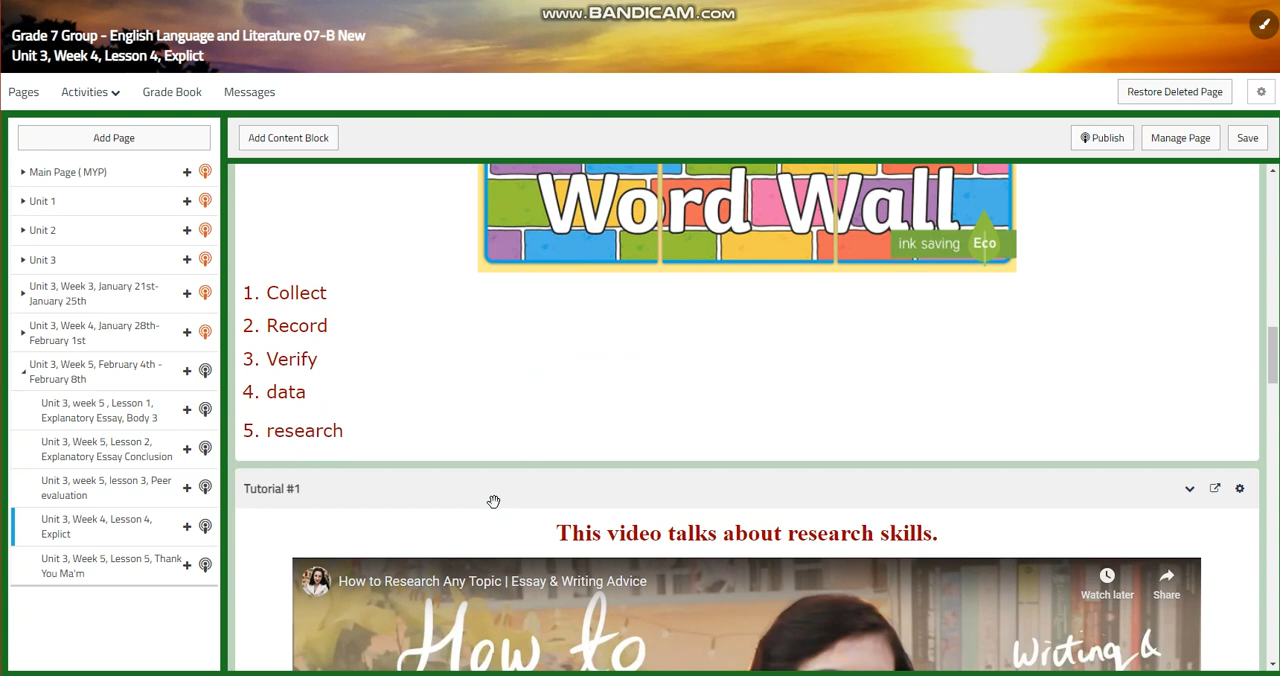 www.BANDICAM.com
Grade 7 Group - English Language and Literature 07-B New
Unit 3, Week 4, Lesson 4, Explict
Pages
Activities
Grade Book
Messages
Restore Deleted Page
Add Page
Add Content Block
Publish
Manage Page
Save
Main Page ( MYP)
Unit 1
Unit 2
Unit 3
Unit 3, Week 3, January 21st-
January 25th
Unit 3, Week 4, January 28th-
February 1st
Unit 3, Week 5, February 4th -
February 8th
Unit 3, week 5 , Lesson 1,
Explanatory Essay, Body 3
Unit 3, Week 5, Lesson 2,
Explanatory Essay Conclusion
Unit 3, week 5, lesson 3, Peer
evaluation
Unit 3, Week 4, Lesson 4,
Explict
Unit 3, Week 5, Lesson 5, Thank
You Ma'm
Word Wall
ink saving Eco
1. Collect
2. Record
3. Verify
4. data
5. research
Tutorial #1
This video talks about research skills.
How to Research Any Topic | Essay & Writing Advice
Watch later
Share
How to
Writing &